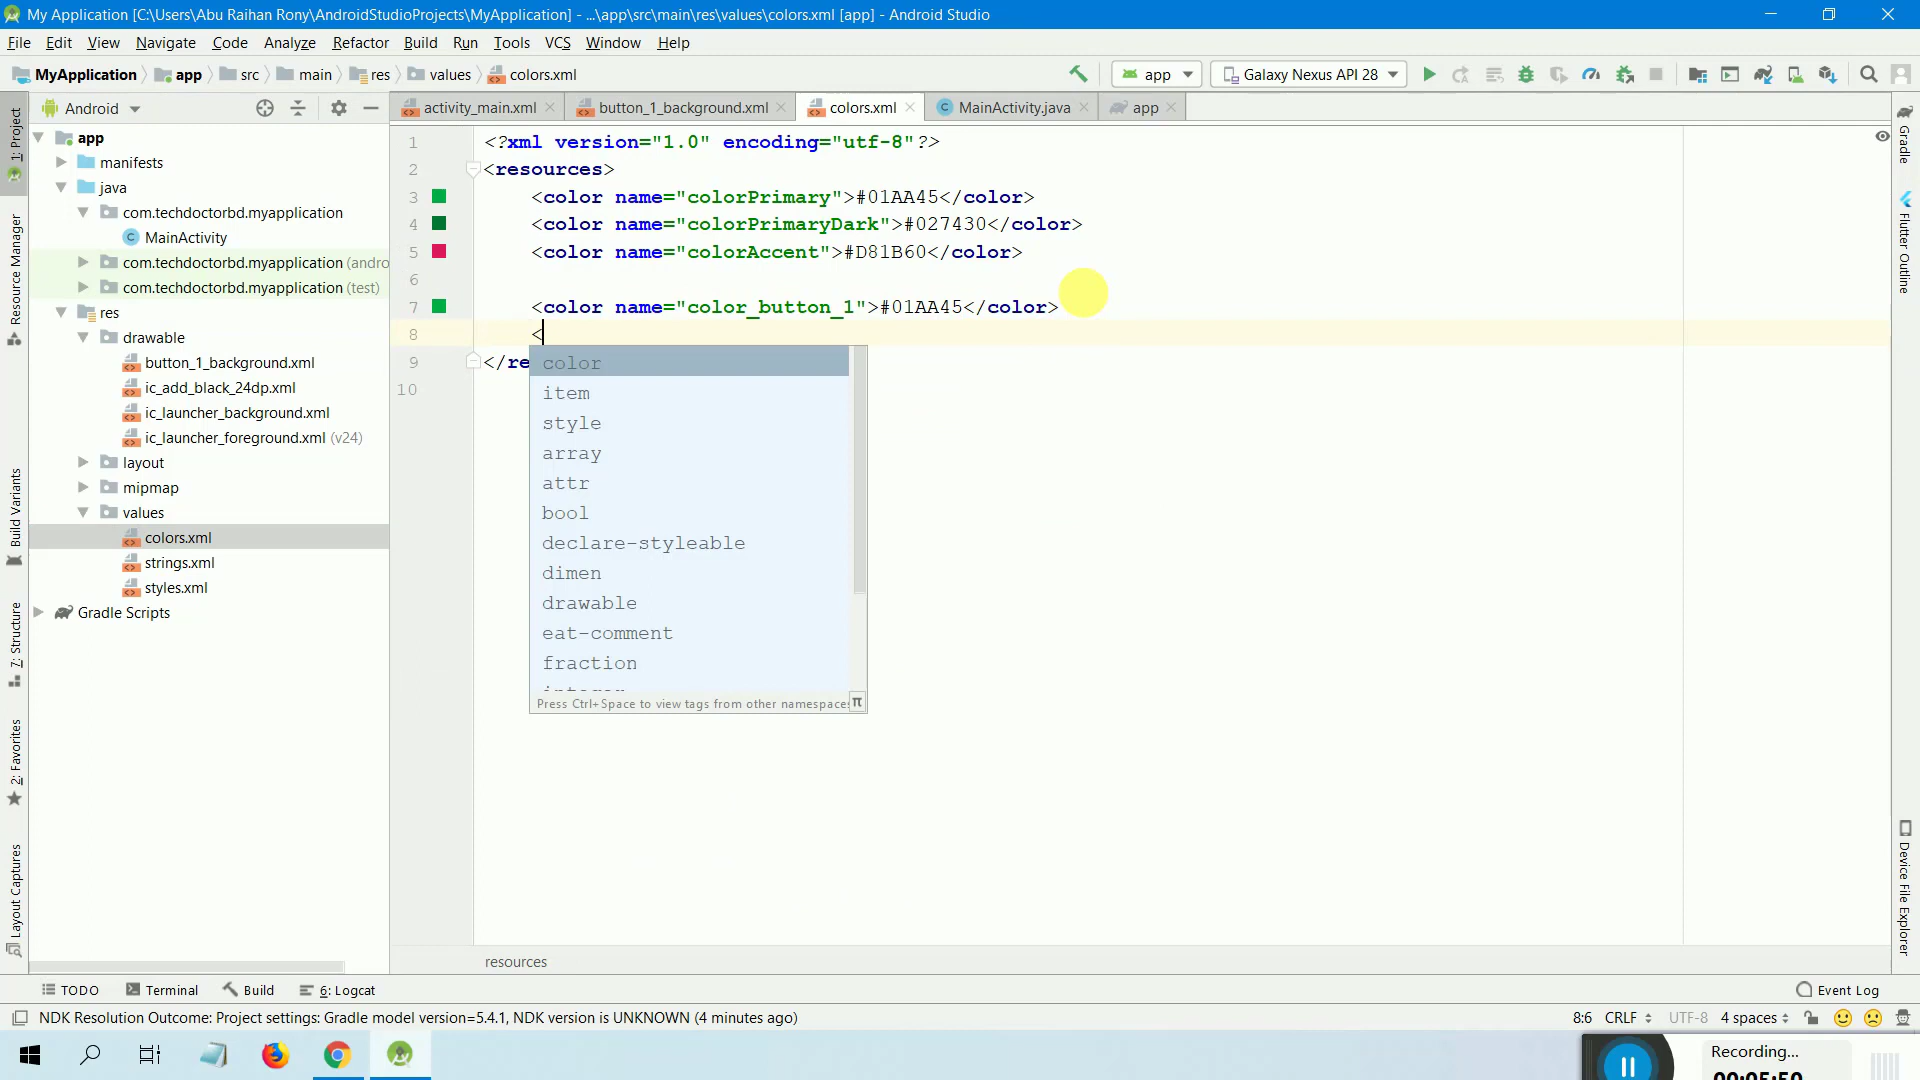 My Application [C:\Users\Abu Raihan Rony\AndroidStudioProjects\MyApplication] - ...\app\src\main\res\values\colors.xml [app] - Android Studio
File Edit View Navigate Code Analyze Refactor Build Run Tools VCS Window Help
MyApplication app src main res values colors.xml app Galaxy Nexus API 28
Android
activity_main.xml button_1_background.xml colors.xml MainActivity.java app
1: Project
Resource Manager
Build Variants
7: Structure
2: Favorites
Layout Captures
app
manifests
java
com.techdoctorbd.myapplication
MainActivity
com.techdoctorbd.myapplication (andro
com.techdoctorbd.myapplication (test)
res
drawable
button_1_background.xml
ic_add_black_24dp.xml
ic_launcher_background.xml
ic_launcher_foreground.xml (v24)
layout
mipmap
values
colors.xml
strings.xml
styles.xml
Gradle Scripts
1 <?xml version="1.0" encoding="utf-8"?>
2 <resources>
3 <color name="colorPrimary">#01AA45</color>
4 <color name="colorPrimaryDark">#027430</color>
5 <color name="colorAccent">#D81B60</color>
6
7 <color name="color_button_1">#01AA45</color>
8 <
9 </re
10
color
item
style
array
attr
bool
declare-styleable
dimen
drawable
eat-comment
fraction
integer
Press Ctrl+Space to view tags from other namespaces π
resources
Gradle
Flutter Outline
Device File Explorer
TODO Terminal Build 6: Logcat Event Log
NDK Resolution Outcome: Project settings: Gradle model version=5.4.1, NDK version is UNKNOWN (4 minutes ago) 8:6 CRLF UTF-8 4 spaces
Recording...
00:05:50